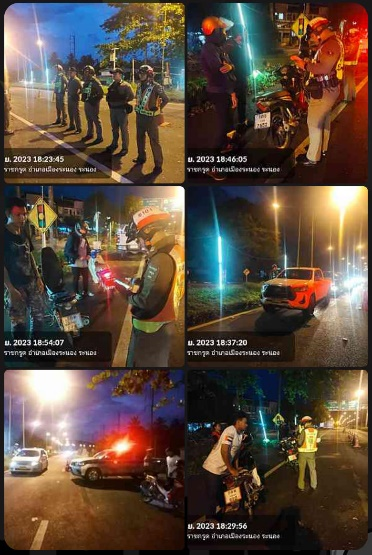 ย. 2023 18:23:45
ราชกรูด อำเภอเมืองระนอง ระนอง
ย. 2023 18:46:05
ราชกรูด อำเภอเมืองระนอง ระนอง
ย. 2023 18:54:07
ราชกรูด อำเภอเมืองระนอง ระนอง
ย. 2023 18:37:20
ราชกรูด อำเภอเมืองระนอง ระนอง
ย. 2023 18:29:56
ราชกรูด อำเภอเมืองระนอง ระนอง